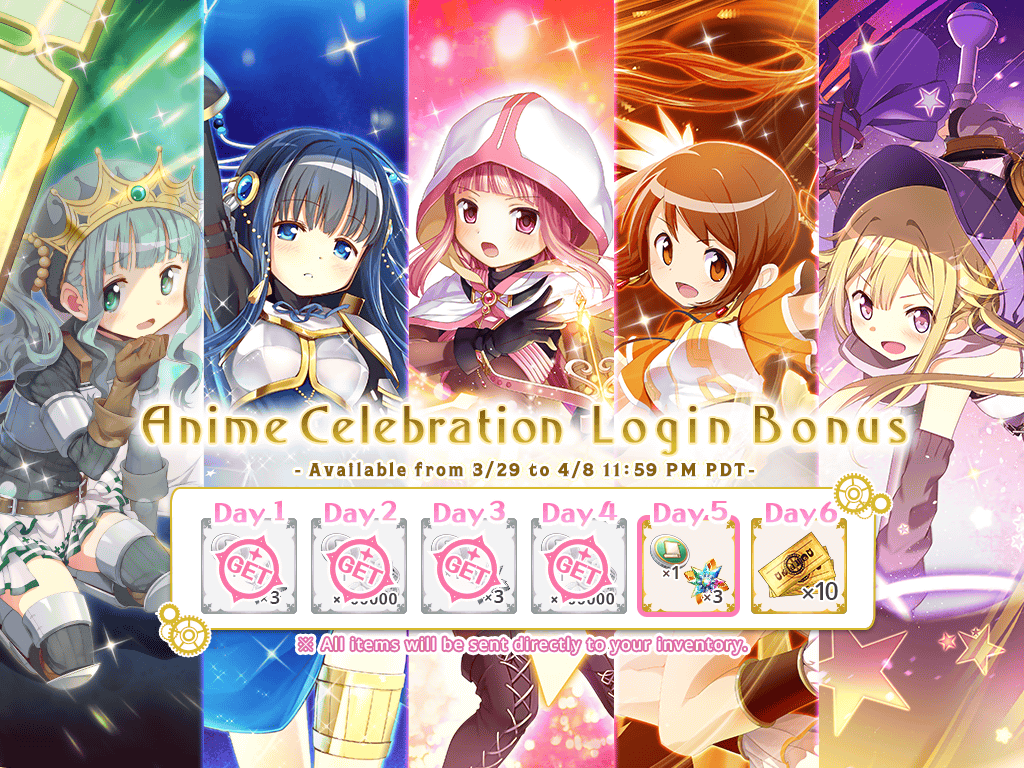 Anime Celebration Login Bonus
- Available from 3/29 to 4/8 11:59 PM PDT-
Day 1 Day 2 Day 3 Day 4 Day 5 Day 6
+ GET + GET + GET + GET
×3 ×3 ×1 ×3 ×10
※ All items will be sent directly to your inventory.